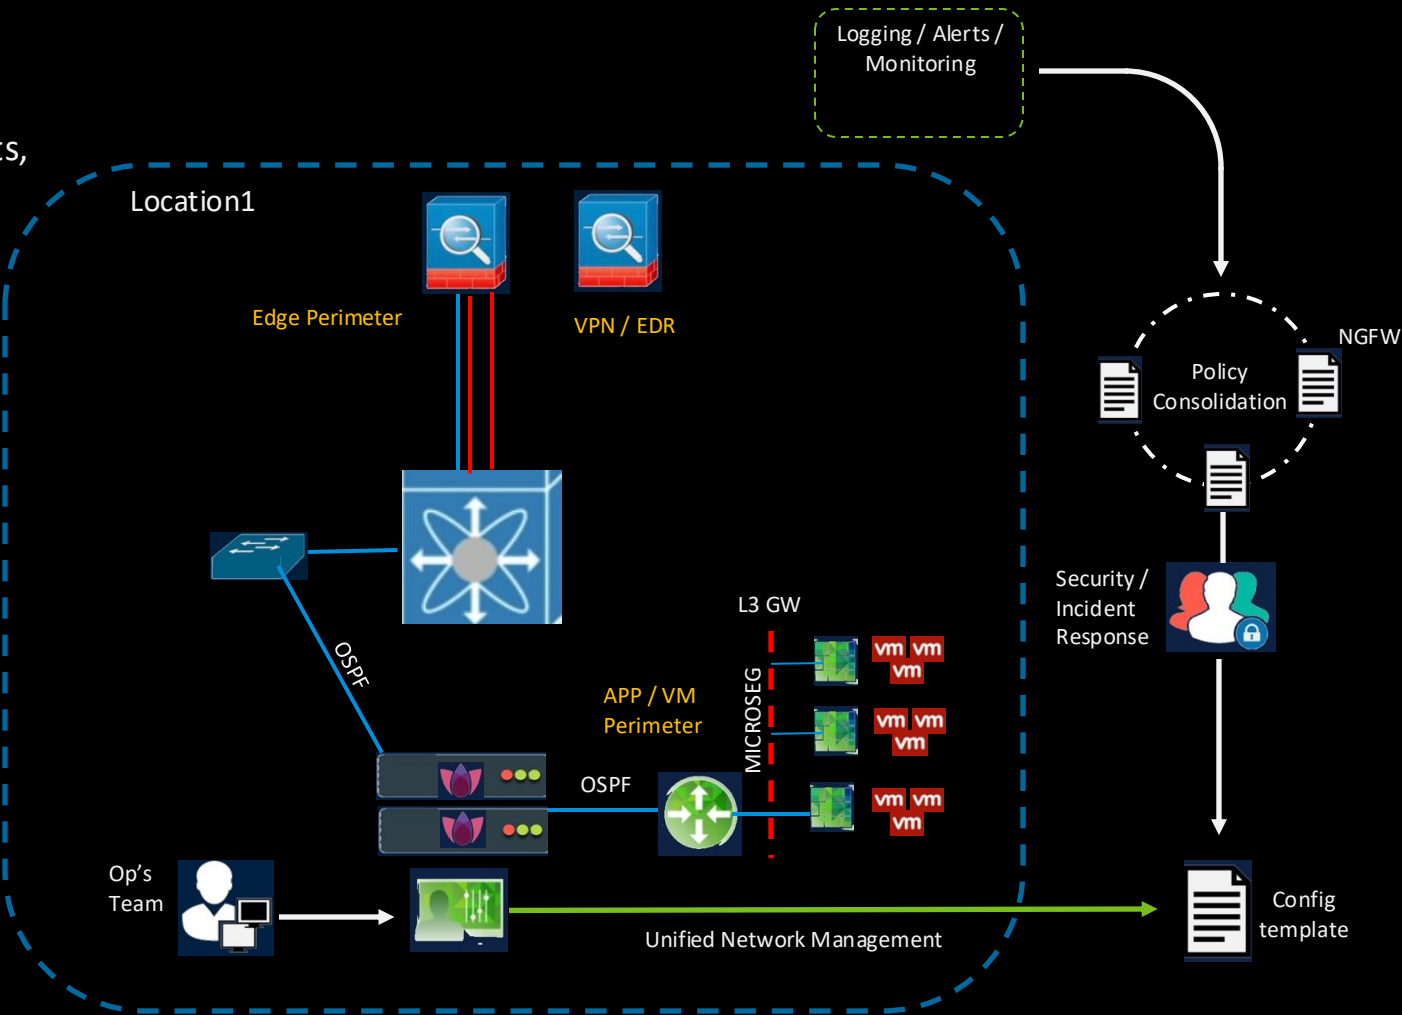 Logging / Alerts /
Monitoring
ts,
Location1
Edge Perimeter
VPN / EDR
NGFW
Policy
Consolidation
Security /
Incident
Response
L3 GW
OSPF
MICROSEG
APP / VM
Perimeter
vm vm
vm
vm vm
vm
vm vm
vm
OSPF
Op's
Team
Unified Network Management
Config
template